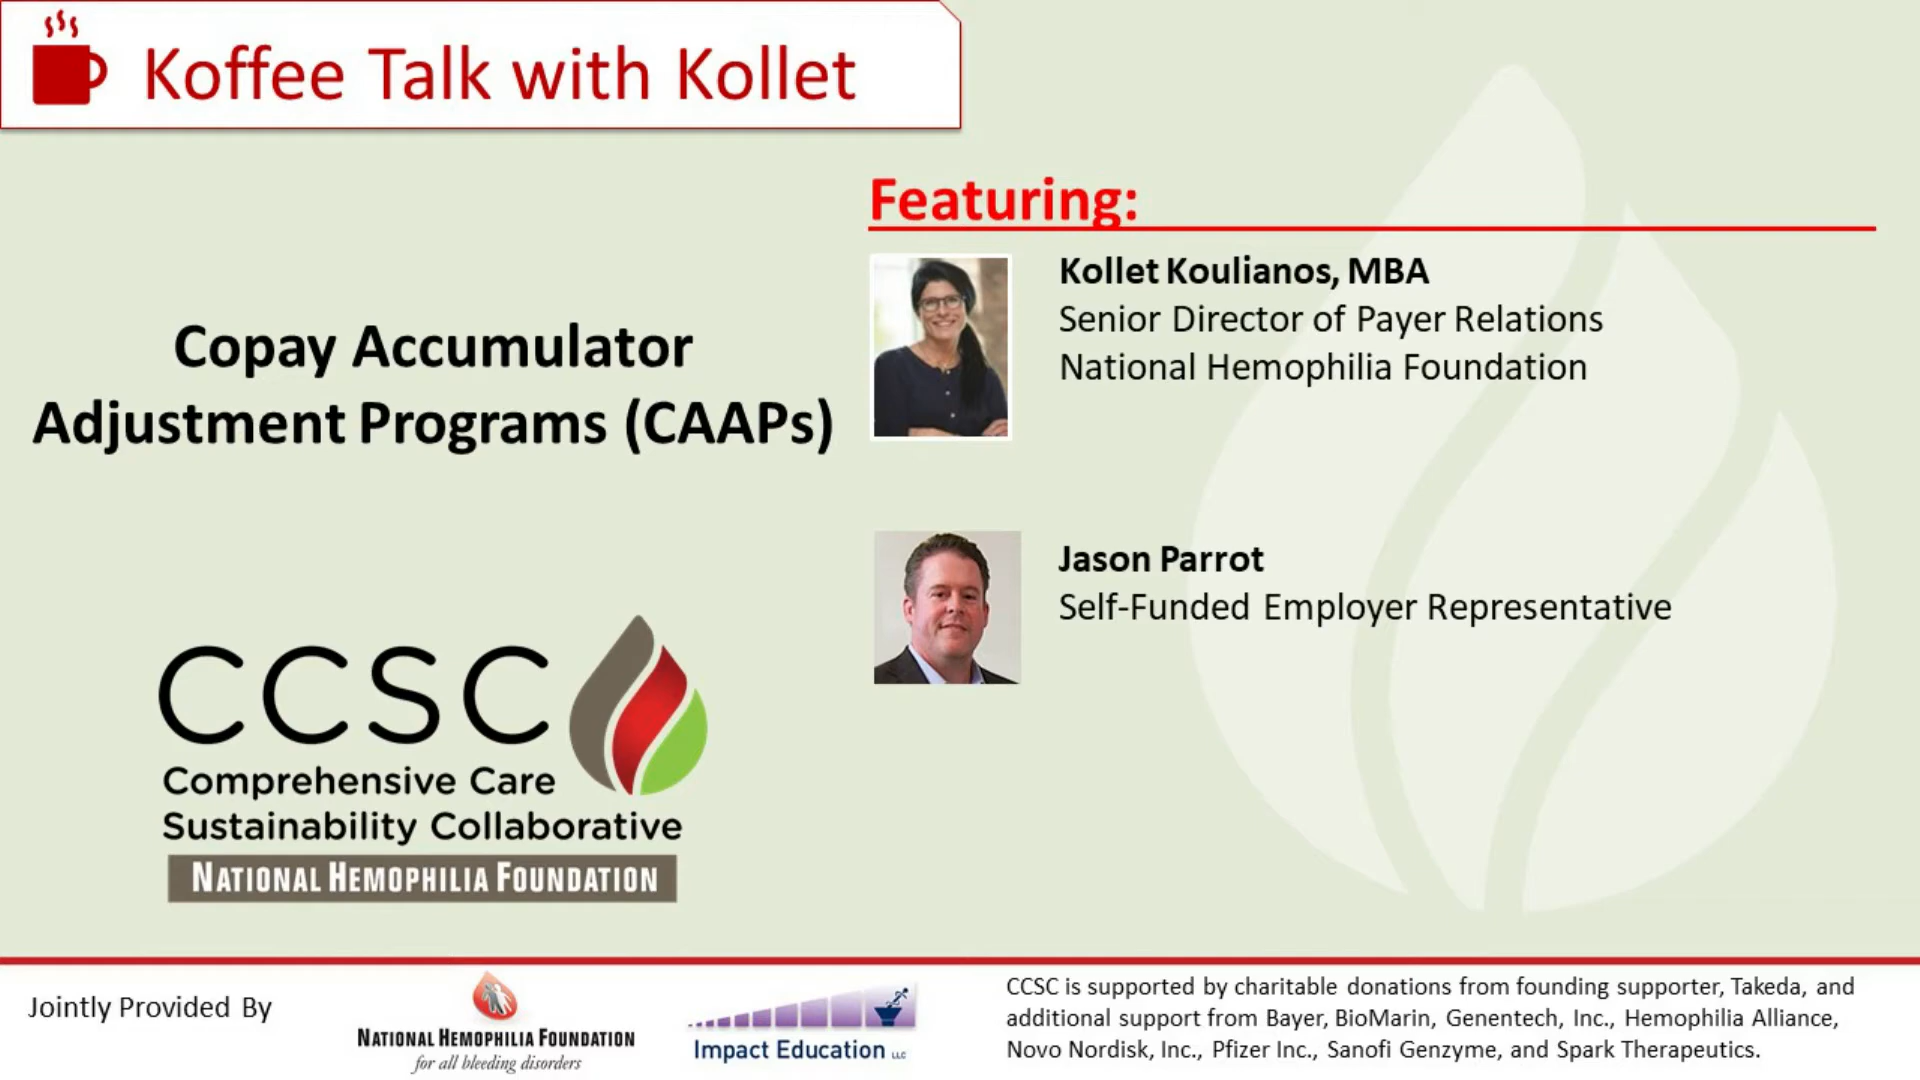 Koffee Talk with Kollet
Copay Accumulator
Adjustment Programs (CAAPs)
Featuring:
Kollet Koulianos, MBA
Senior Director of Payer Relations
National Hemophilia Foundation
Jason Parrot
Self-Funded Employer Representative
CCSC
Comprehensive Care
Sustainability Collaborative
NATIONAL HEMOPHILIA FOUNDATION
Jointly Provided By
NATIONAL HEMOPHILIA FOUNDATION
for all bleeding disorders
Impact Education LLC
CCSC is supported by charitable donations from founding supporter, Takeda, and
additional support from Bayer, BioMarin, Genentech, Inc., Hemophilia Alliance,
Novo Nordisk, Inc., Pfizer Inc., Sanofi Genzyme, and Spark Therapeutics.